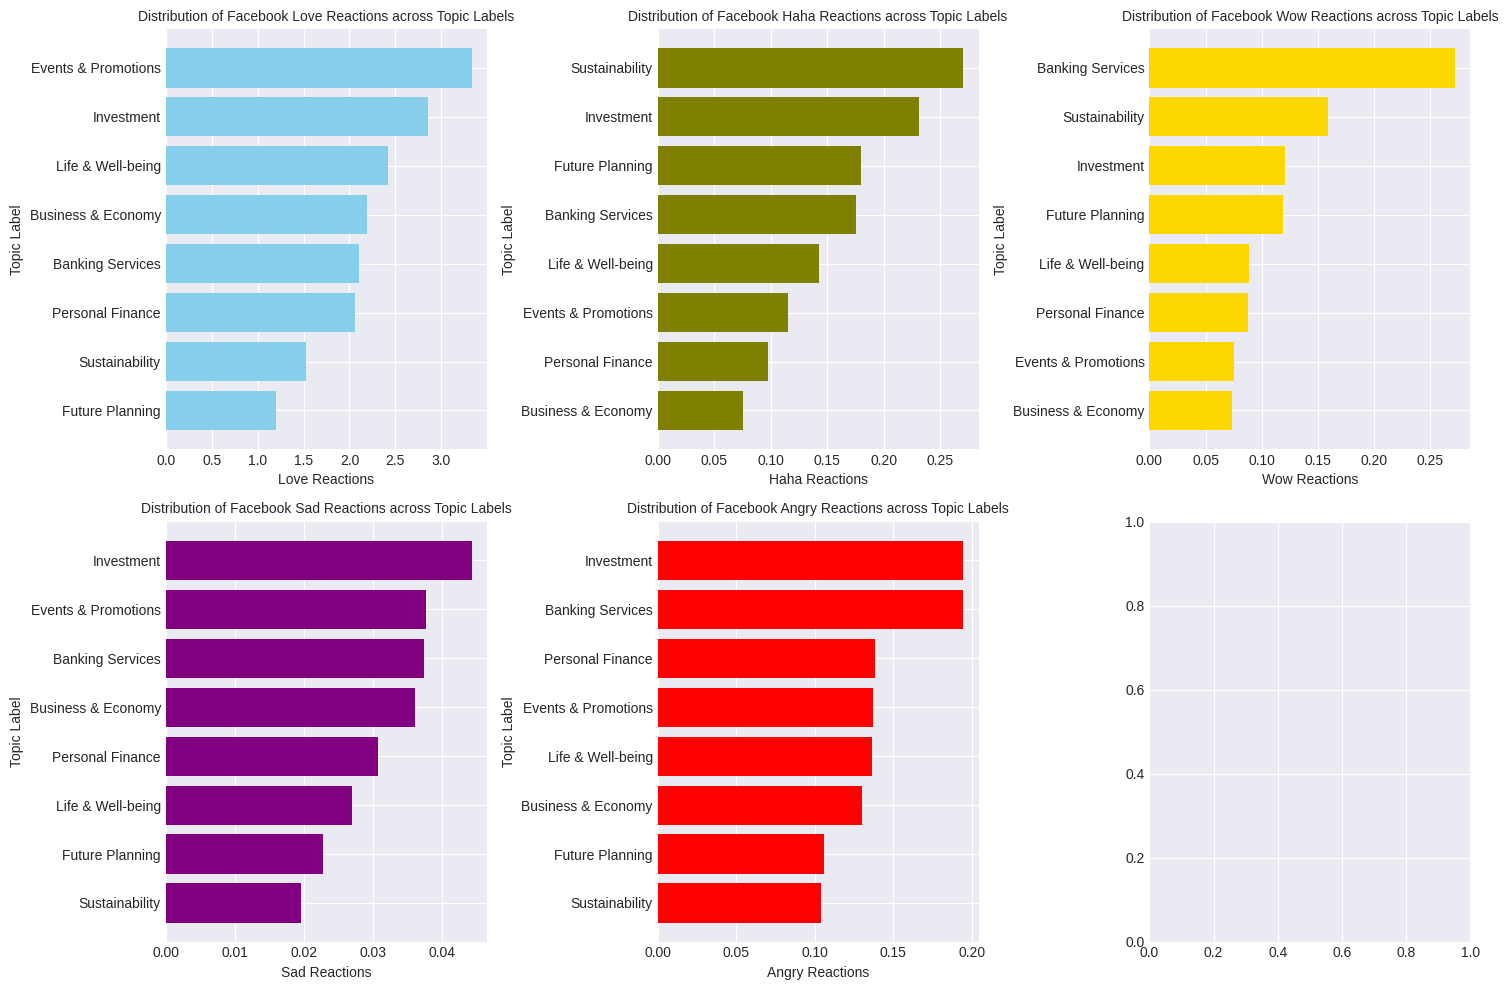 Distribution of Facebook Love Reactions across Topic Labels
Topic Label
Events & Promotions
Investment
Life & Well-being
Business & Economy
Banking Services
Personal Finance
Sustainability
Future Planning
0.0 0.5 1.0 1.5 2.0 2.5 3.0
Love Reactions
Distribution of Facebook Haha Reactions across Topic Labels
Topic Label
Sustainability
Investment
Future Planning
Banking Services
Life & Well-being
Events & Promotions
Personal Finance
Business & Economy
0.00 0.05 0.10 0.15 0.20 0.25
Haha Reactions
Distribution of Facebook Wow Reactions across Topic Labels
Topic Label
Banking Services
Sustainability
Investment
Future Planning
Life & Well-being
Personal Finance
Events & Promotions
Business & Economy
0.00 0.05 0.10 0.15 0.20 0.25
Wow Reactions
Distribution of Facebook Sad Reactions across Topic Labels
Topic Label
Investment
Events & Promotions
Banking Services
Business & Economy
Personal Finance
Life & Well-being
Future Planning
Sustainability
0.00 0.01 0.02 0.03 0.04
Sad Reactions
Distribution of Facebook Angry Reactions across Topic Labels
Topic Label
Investment
Banking Services
Personal Finance
Events & Promotions
Life & Well-being
Business & Economy
Future Planning
Sustainability
0.00 0.05 0.10 0.15 0.20
Angry Reactions
1.0
0.8
0.6
0.4
0.2
0.0
0.0 0.2 0.4 0.6 0.8 1.0